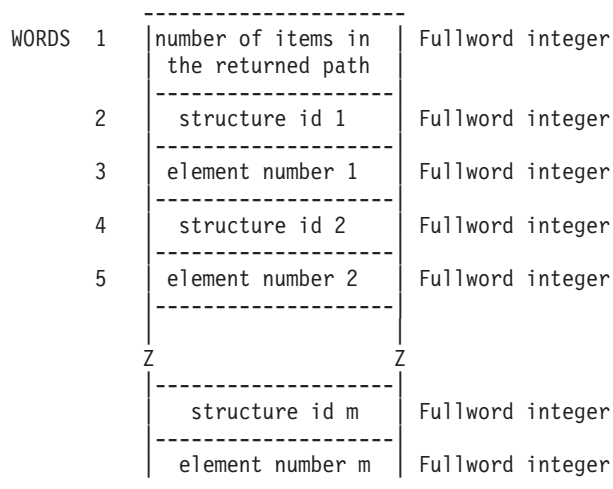 WORDS 1 number of items in Fullword integer
the returned path
2 structure id 1 Fullword integer
3 element number 1 Fullword integer
4 structure id 2 Fullword integer
5 element number 2 Fullword integer
Z Z
structure id m Fullword integer
element number m Fullword integer